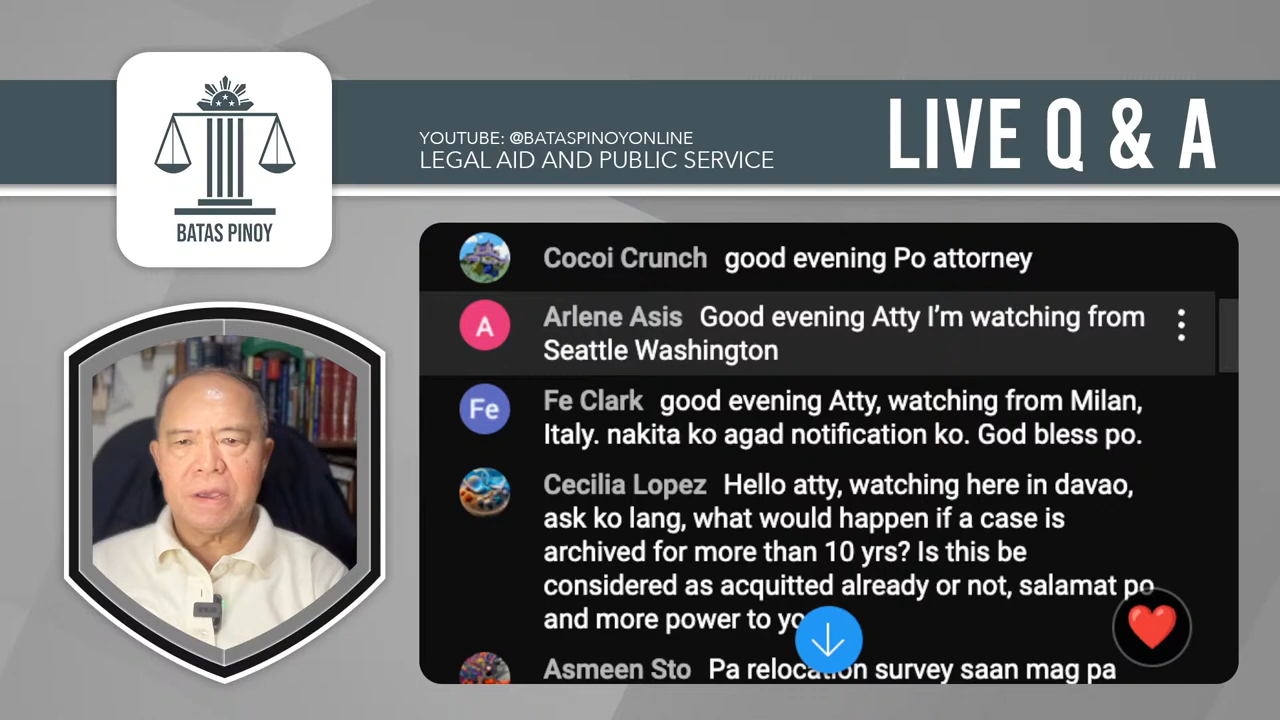 BATAS PINOY
YOUTUBE: @BATASPINOYONLINE
LEGAL AID AND PUBLIC SERVICE
LIVE Q & A
Cocoi Crunch good evening Po attorney
A
Arlene Asis Good evening Atty I'm watching from
Seattle Washington
Fe
Fe Clark good evening Atty, watching from Milan,
Italy. nakita ko agad notification ko. God bless po.
Cecilia Lopez Hello atty, watching here in davao,
ask ko lang, what would happen if a case is
archived for more than 10 yrs? Is this be
considered as acquitted already or not, salamat po
and more power to
Asmeen Sto Pa relocation survey saan mag pa